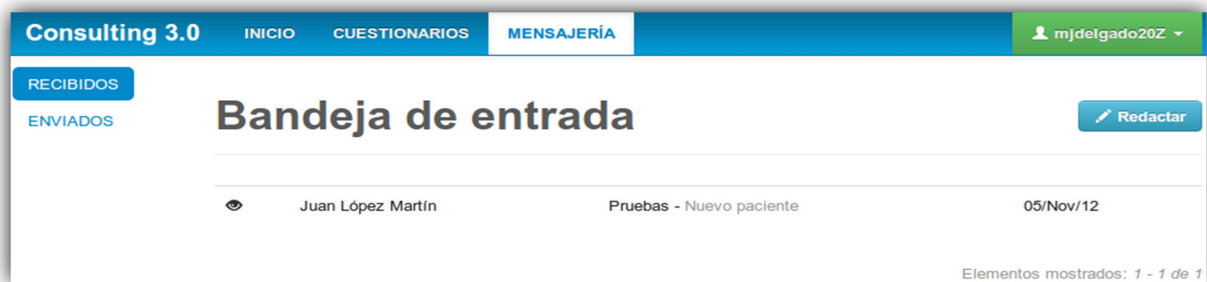 Consulting 3.0 INICIO CUESTIONARIOS MENSAJERÍA mjdelgado20Z
RECIBIDOS
ENVIADOS
Bandeja de entrada
Redactar
Juan López Martín Pruebas - Nuevo paciente 05/Nov/12
Elementos mostrados: 1 - 1 de 1